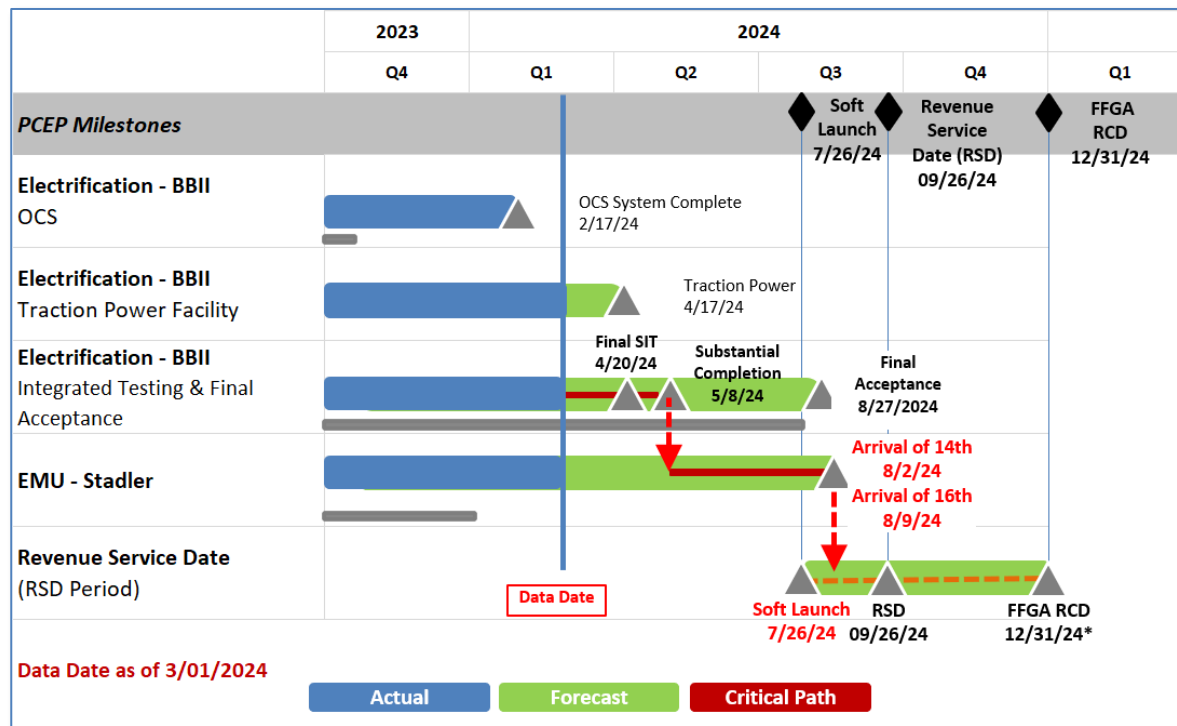 2023
2024
Q4
Q1
Q2
Q3
Q4
Q1
PCEP Milestones
Soft
Launch
7/26/24
Revenue
Service
Date (RSD)
09/26/24
FFGA
RCD
12/31/24
Electrification - BBII
OCS
OCS System Complete
2/17/24
Electrification - BBII
Traction Power Facility
Traction Power
4/17/24
Electrification - BBII
Integrated Testing & Final
Acceptance
Final SIT
4/20/24
Substantial
Completion
5/8/24
Final
Acceptance
8/27/2024
EMU - Stadler
Arrival of 14th
8/2/24
Arrival of 16th
8/9/24
Revenue Service Date
(RSD Period)
Data Date
Soft Launch
7/26/24
RSD
09/26/24
FFGA RCD
12/31/24*
Data Date as of 3/01/2024
Actual
Forecast
Critical Path